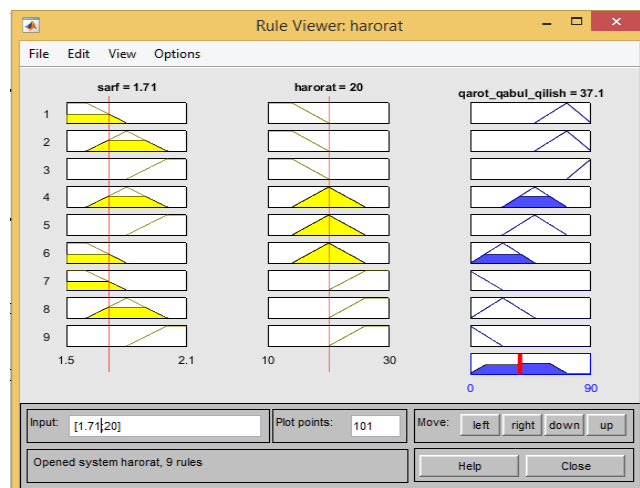 Rule Viewer: harorat
File Edit View Options
sarf = 1.71
harorat = 20
qarot_qabul_qilish = 37.1
1
2
3
4
5
6
7
8
9
1.5 2.1
10 30
0 90
Input: [1.71;20]
Plot points: 101
Move: left right down up
Opened system harorat, 9 rules
Help Close